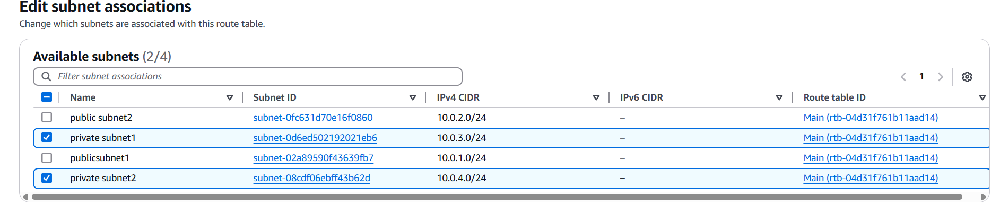 Edit subnet associations
Change which subnets are associated with this route table.
Available subnets (2/4)
Filter subnet associations
1
Name Subnet ID IPv4 CIDR IPv6 CIDR Route table ID
public subnet2 subnet-0fc631d70e16f0860 10.0.2.0/24 – Main (rtb-04d31f761b11aad14)
private subnet1 subnet-0d6ed502192021eb6 10.0.3.0/24 – Main (rtb-04d31f761b11aad14)
publicsubnet1 subnet-02a89590f43639fb7 10.0.1.0/24 – Main (rtb-04d31f761b11aad14)
private subnet2 subnet-08cdf06ebff43b62d 10.0.4.0/24 – Main (rtb-04d31f761b11aad14)